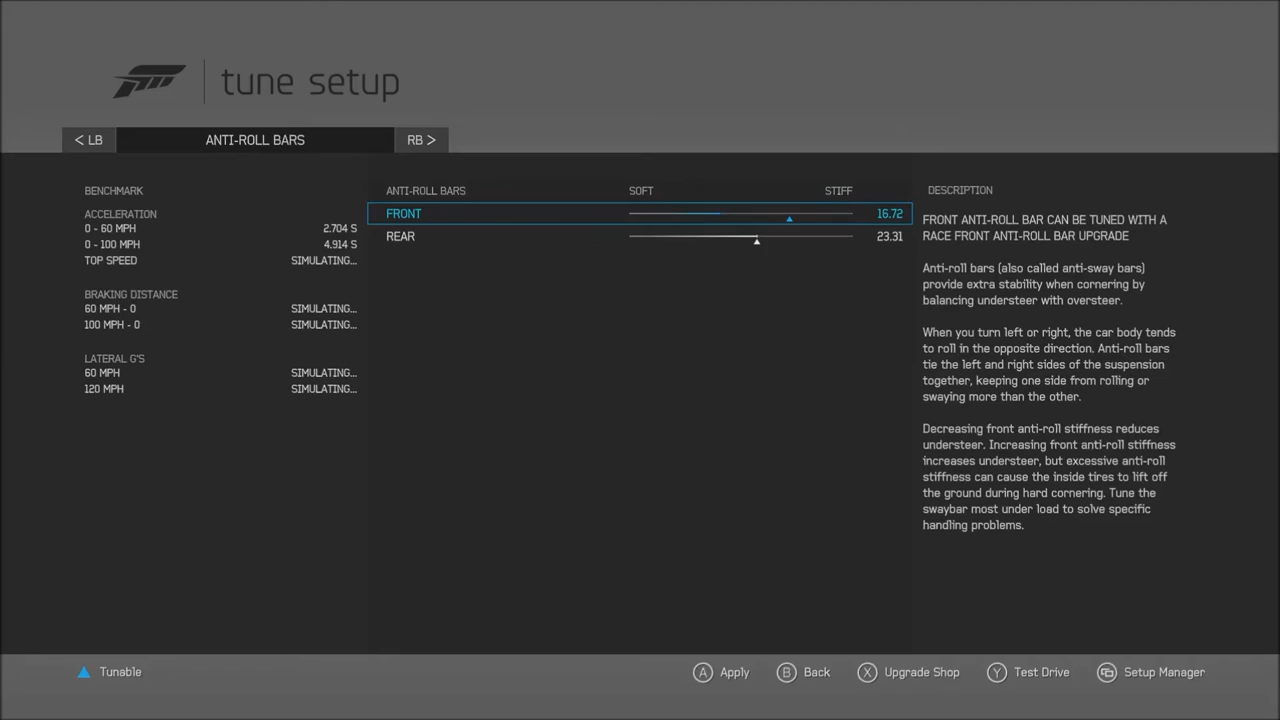 tune setup
< LB ANTI-ROLL BARS RB >
BENCHMARK
ACCELERATION
0 - 60 MPH 2.704 S
0 - 100 MPH 4.914 S
TOP SPEED SIMULATING...
BRAKING DISTANCE
60 MPH - 0 SIMULATING...
100 MPH - 0 SIMULATING...
LATERAL G'S
60 MPH SIMULATING...
120 MPH SIMULATING...
ANTI-ROLL BARS SOFT STIFF
FRONT 16.72
REAR 23.31
DESCRIPTION
FRONT ANTI-ROLL BAR CAN BE TUNED WITH A
RACE FRONT ANTI-ROLL BAR UPGRADE
Anti-roll bars (also called anti-sway bars)
provide extra stability when cornering by
balancing understeer with oversteer.
When you turn left or right, the car body tends
to roll in the opposite direction. Anti-roll bars
tie the left and right sides of the suspension
together, keeping one side from rolling or
swaying more than the other.
Decreasing front anti-roll stiffness reduces
understeer. Increasing front anti-roll stiffness
increases understeer, but excessive anti-roll
stiffness can cause the inside tires to lift off
the ground during hard cornering. Tune the
swaybar most under load to solve specific
handling problems.
Tunable
A Apply B Back X Upgrade Shop Y Test Drive Setup Manager